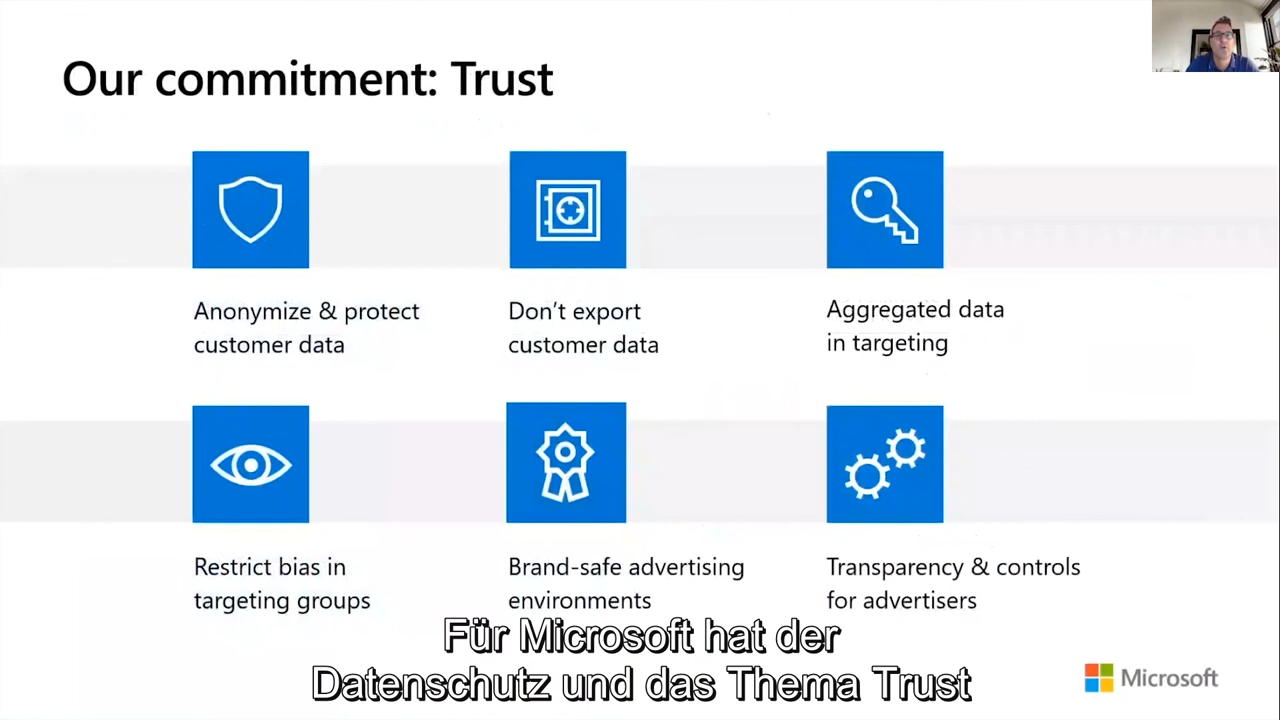 Our commitment: Trust
Anonymize & protect
customer data
Don't export
customer data
Aggregated data
in targeting
Restrict bias in
targeting groups
Brand-safe advertising
environments
Transparency & controls
for advertisers
Für Microsoft hat der
Datenschutz und das Thema Trust
Microsoft